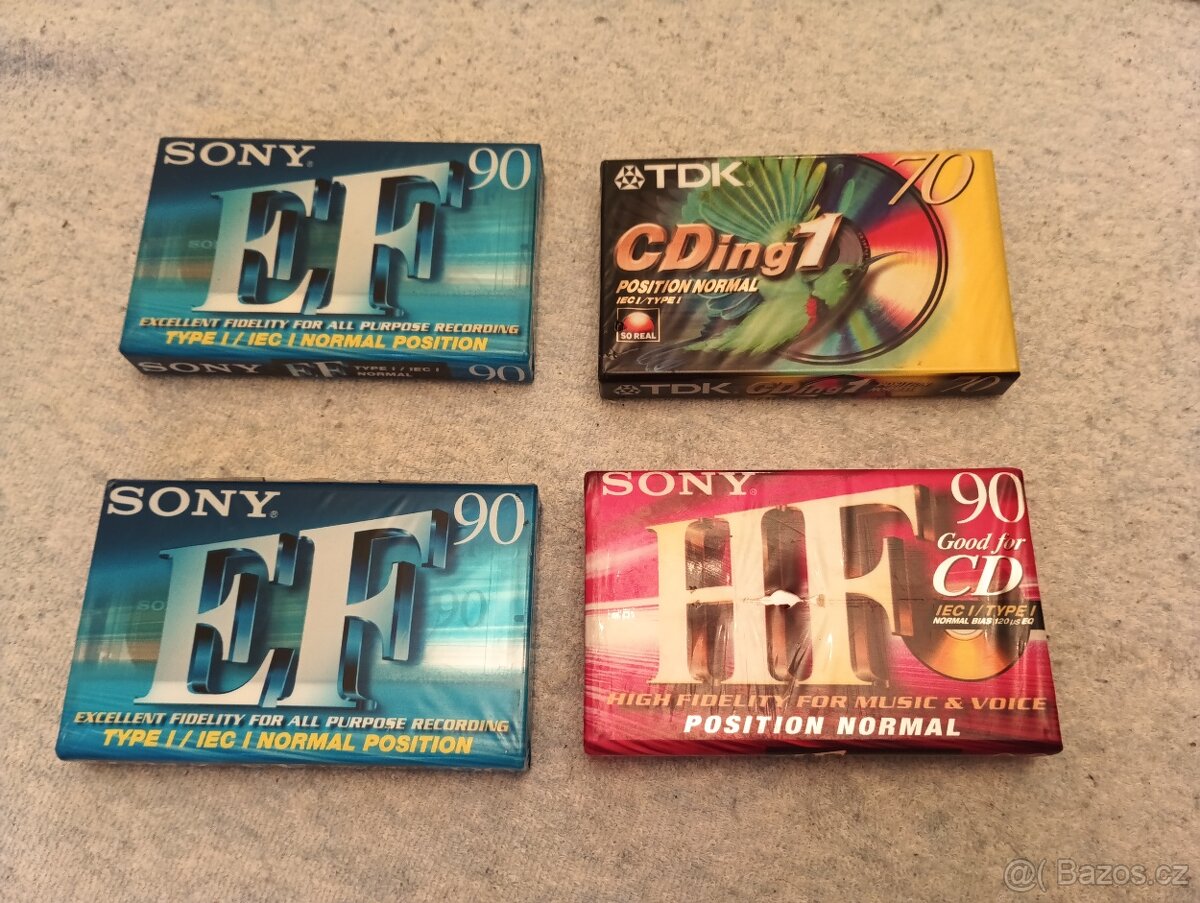 SONY
90
EF
EXCELLENT FIDELITY FOR ALL PURPOSE RECORDING
TYPE I / IEC I NORMAL POSITION
SONY EF TYPE I / IEC I NORMAL 90
TDK
70
CDing1
POSITION NORMAL
IEC I / TYPE I
SO REAL
TDK CDing1 70
SONY
90
EF
90
EXCELLENT FIDELITY FOR ALL PURPOSE RECORDING
TYPE I / IEC I NORMAL POSITION
SONY
90
HF
Good for
CD
IEC I / TYPE I
NORMAL BIAS 120 µs EQ
HIGH FIDELITY FOR MUSIC & VOICE
POSITION NORMAL
@( Bazos.cz